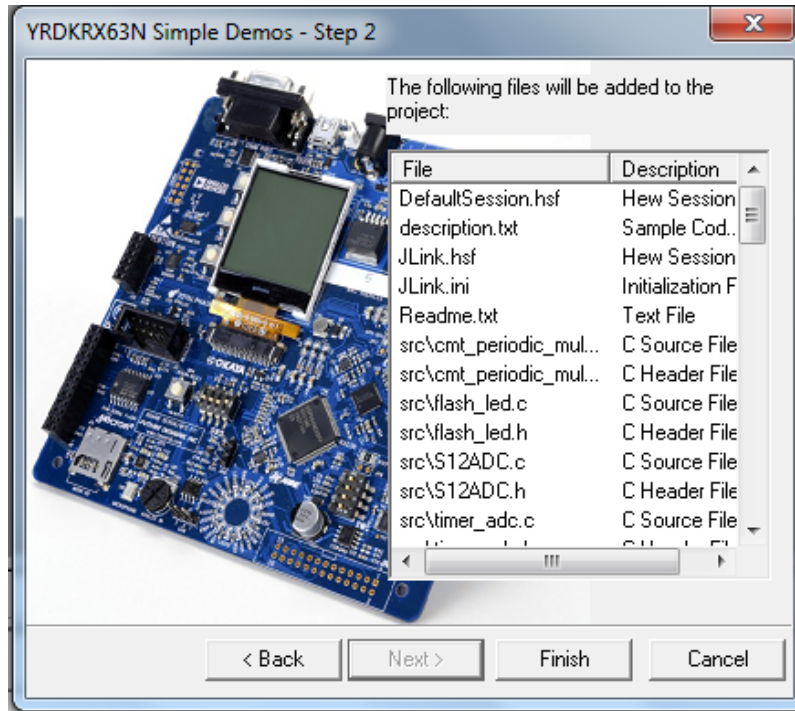 YRDKRX63N Simple Demos - Step 2
The following files will be added to the
project:
File Description
DefaultSession.hsf Hew Session
description.txt Sample Cod..
JLink.hsf Hew Session
JLink.ini Initialization F
Readme.txt Text File
src\cmt_periodic_mul... C Source File
src\cmt_periodic_mul... C Header File
src\flash_led.c C Source File
src\flash_led.h C Header File
src\S12ADC.c C Source File
src\S12ADC.h C Header File
src\timer_adc.c C Source File
OKAYA
< Back Next > Finish Cancel